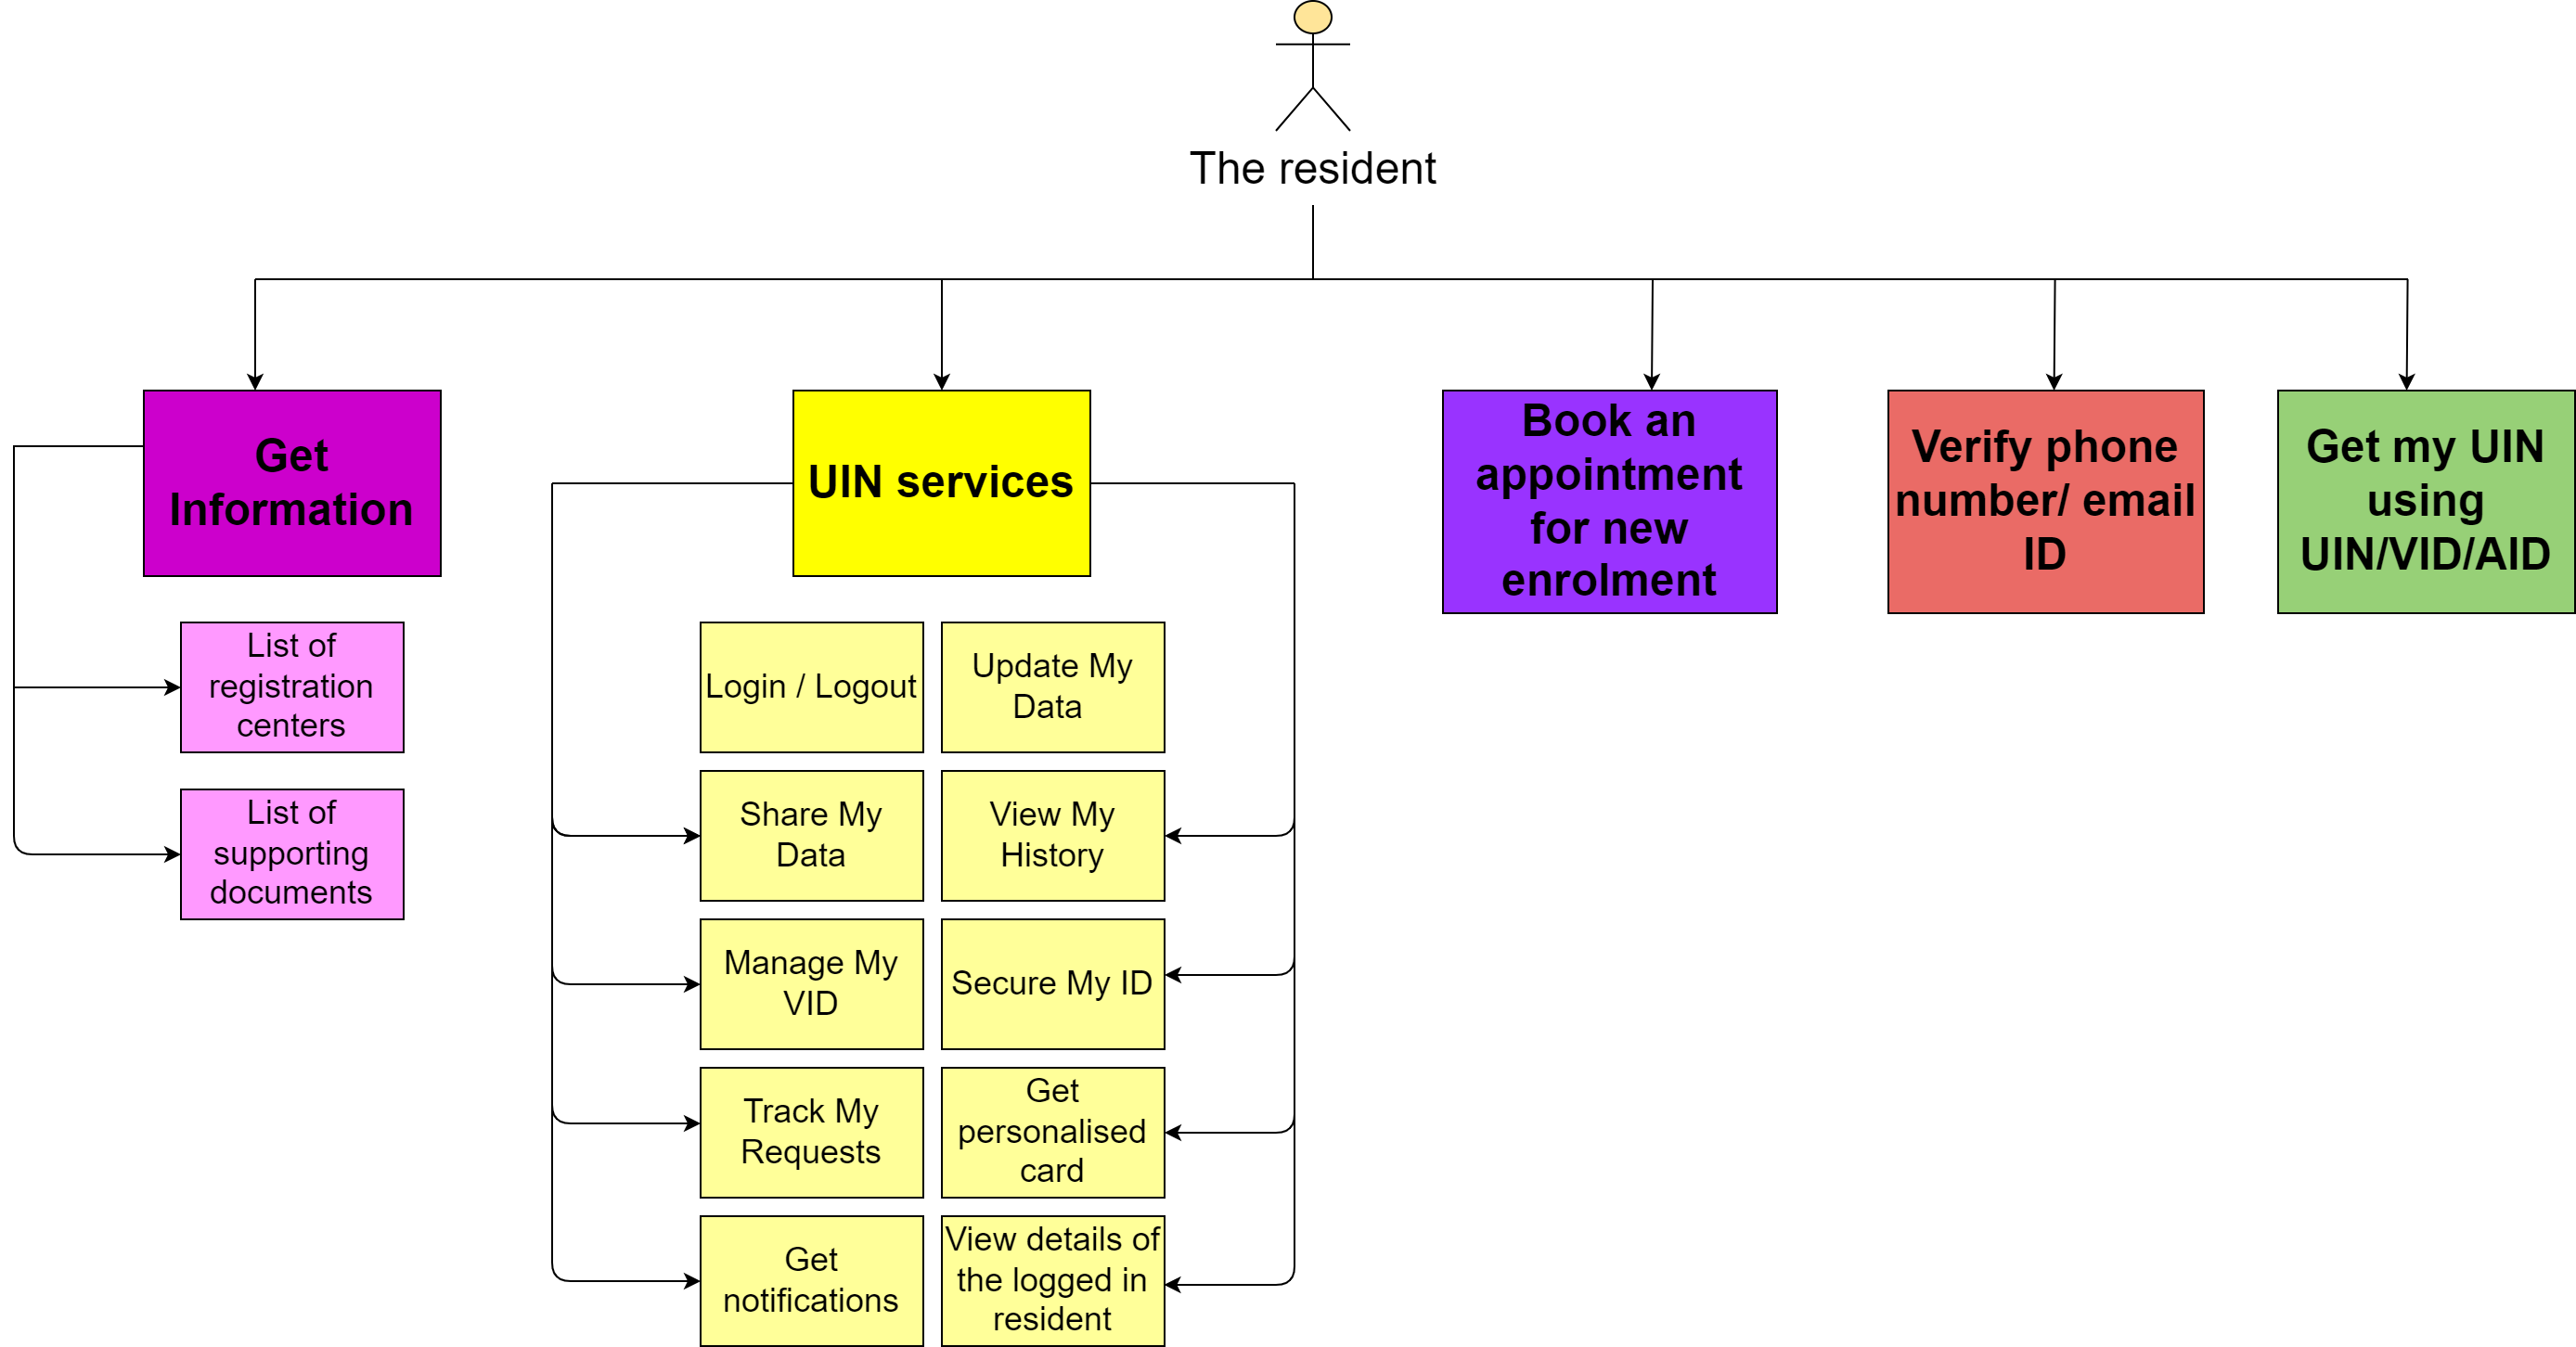 The resident
Get
Information
UIN services
Book an
appointment
for new
enrolment
Verify phone
number/ email
ID
Get my UIN
using
UIN/VID/AID
List of
registration
centers
List of
supporting
documents
Login / Logout
Update My
Data
Share My
Data
View My
History
Manage My
VID
Secure My ID
Track My
Requests
Get
personalised
card
Get
notifications
View details of
the logged in
resident